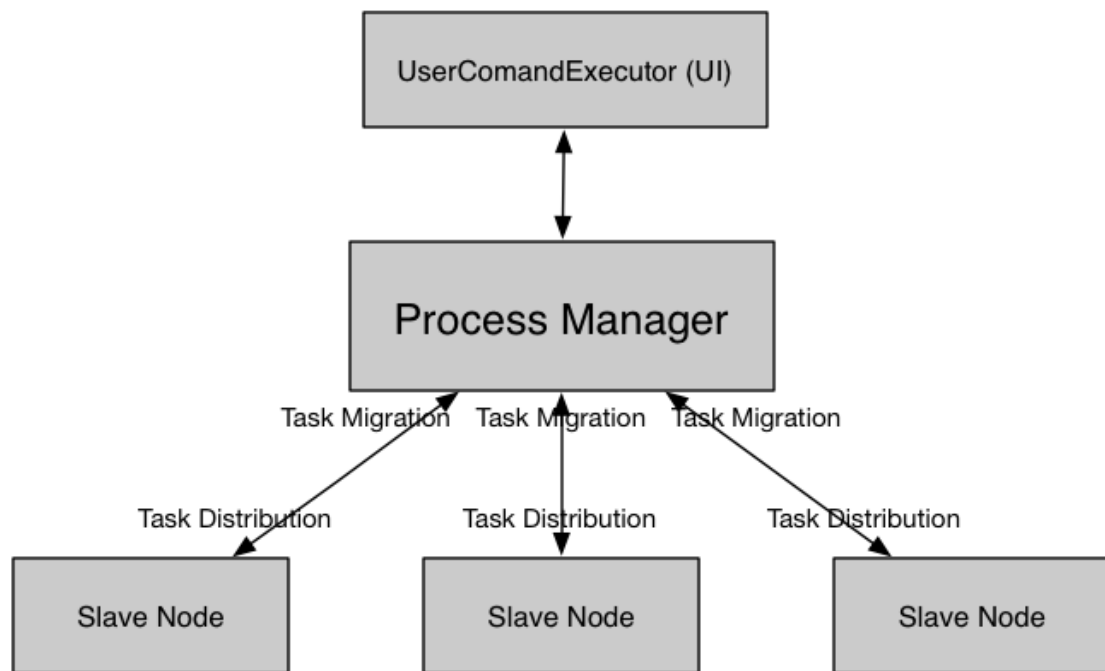 UserComandExecutor (UI)
Process Manager
Task Migration Task Migration Task Migration
Task Distribution Task Distribution Task Distribution
Slave Node Slave Node Slave Node